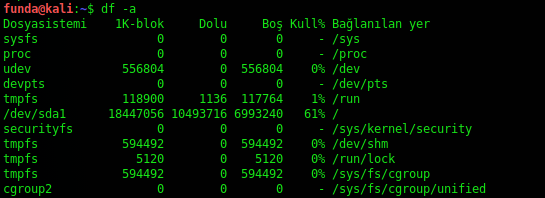 funda@kali:~$ df -a
Dosyasistemi    1K-blok     Dolu     Boş Kull% Bağlanılan yer
sysfs                 0        0       0     - /sys
proc                  0        0       0     - /proc
udev             556804        0  556804    0% /dev
devpts                0        0       0     - /dev/pts
tmpfs            118900     1136  117764    1% /run
/dev/sda1      18447056 10493716 6993240   61% /
securityfs            0        0       0     - /sys/kernel/security
tmpfs            594492        0  594492    0% /dev/shm
tmpfs              5120        0    5120    0% /run/lock
tmpfs            594492        0  594492    0% /sys/fs/cgroup
cgroup2               0        0       0     - /sys/fs/cgroup/unified